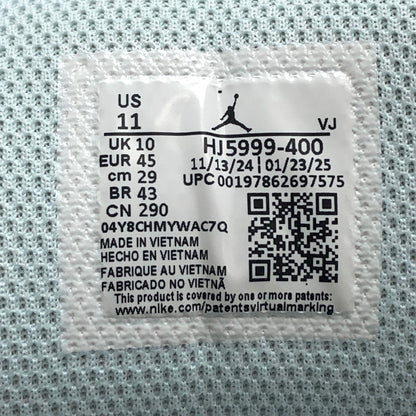 US
11
VJ
UK 10
EUR 45
cm 29
BR 43
CN 290
HJ5999-400
11/13/24 | 01/23/25
UPC 00197862697575
04Y8CHMYWAC7Q
MADE IN VIETNAM
HECHO EN VIETNAM
FABRIQUE AU VIETNAM
FABRICADO NO VIETNÃ
This product is covered by one or more patents:
www.nike.com/patentsvirtualmarking